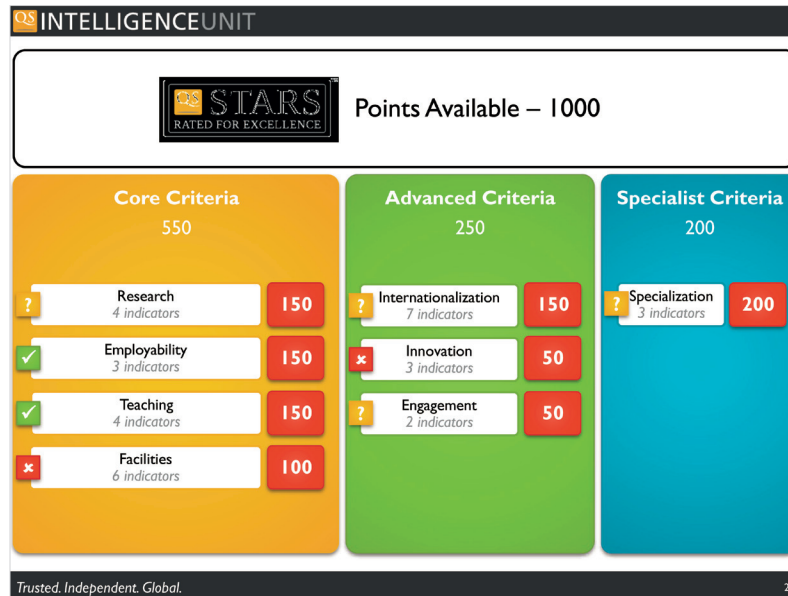 QS INTELLIGENCEUNIT
QS STARS™
RATED FOR EXCELLENCE
Points Available – 1000
Core Criteria
550
? Research
4 indicators
150
✓ Employability
3 indicators
150
✓ Teaching
4 indicators
150
✘ Facilities
6 indicators
100
Advanced Criteria
250
? Internationalization
7 indicators
150
✘ Innovation
3 indicators
50
? Engagement
2 indicators
50
Specialist Criteria
200
? Specialization
3 indicators
200
Trusted. Independent. Global.
2